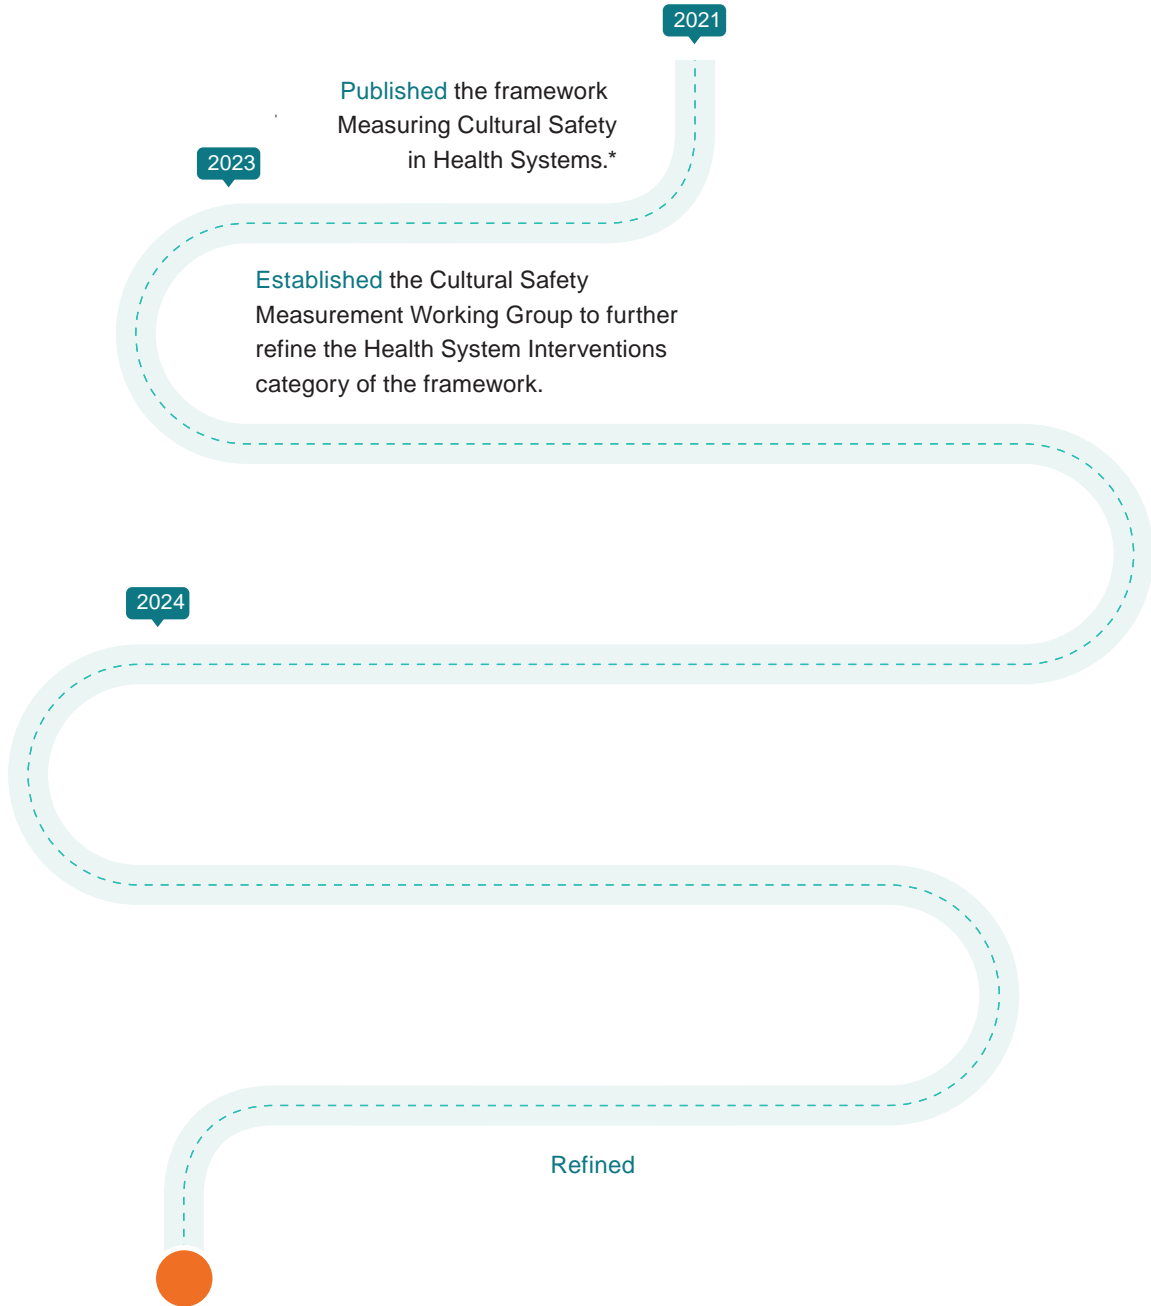 2021
Published the framework
Measuring Cultural Safety
in Health Systems.*
2023
Established the Cultural Safety
Measurement Working Group to further
refine the Health System Interventions
category of the framework.
2024
Refined